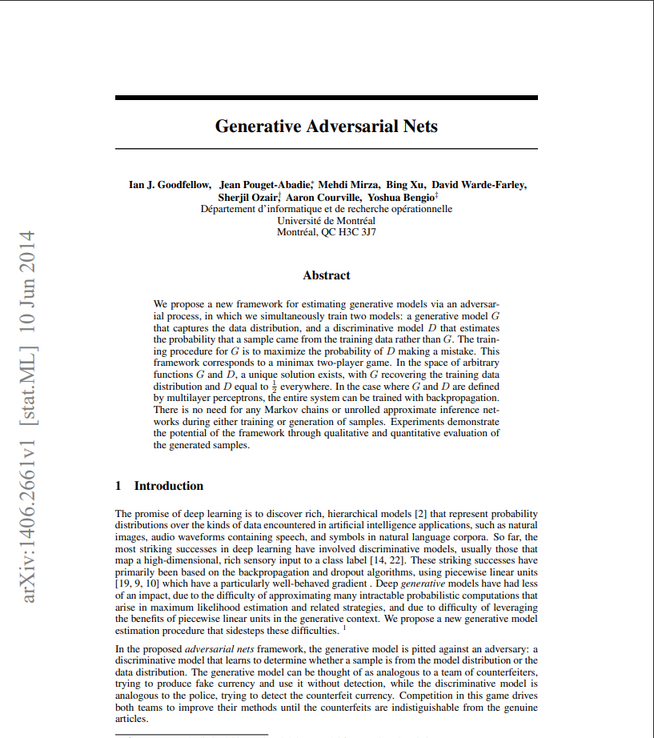 Generative Adversarial Nets
Ian J. Goodfellow, Jean Pouget-Abadie,* Mehdi Mirza, Bing Xu, David Warde-Farley,
Sherjil Ozair,† Aaron Courville, Yoshua Bengio‡
Département d'informatique et de recherche opérationnelle
Université de Montréal
Montréal, QC H3C 3J7
Abstract
We propose a new framework for estimating generative models via an adversar-
ial process, in which we simultaneously train two models: a generative model G
that captures the data distribution, and a discriminative model D that estimates
the probability that a sample came from the training data rather than G. The train-
ing procedure for G is to maximize the probability of D making a mistake. This
framework corresponds to a minimax two-player game. In the space of arbitrary
functions G and D, a unique solution exists, with G recovering the training data
distribution and D equal to ½ everywhere. In the case where G and D are defined
by multilayer perceptrons, the entire system can be trained with backpropagation.
There is no need for any Markov chains or unrolled approximate inference net-
works during either training or generation of samples. Experiments demonstrate
the potential of the framework through qualitative and quantitative evaluation of
the generated samples.
1 Introduction
The promise of deep learning is to discover rich, hierarchical models [2] that represent probability
distributions over the kinds of data encountered in artificial intelligence applications, such as natural
images, audio waveforms containing speech, and symbols in natural language corpora. So far, the
most striking successes in deep learning have involved discriminative models, usually those that
map a high-dimensional, rich sensory input to a class label [14, 22]. These striking successes have
primarily been based on the backpropagation and dropout algorithms, using piecewise linear units
[19, 9, 10] which have a particularly well-behaved gradient . Deep generative models have had less
of an impact, due to the difficulty of approximating many intractable probabilistic computations that
arise in maximum likelihood estimation and related strategies, and due to difficulty of leveraging
the benefits of piecewise linear units in the generative context. We propose a new generative model
estimation procedure that sidesteps these difficulties. 1
In the proposed adversarial nets framework, the generative model is pitted against an adversary: a
discriminative model that learns to determine whether a sample is from the model distribution or the
data distribution. The generative model can be thought of as analogous to a team of counterfeiters,
trying to produce fake currency and use it without detection, while the discriminative model is
analogous to the police, trying to detect the counterfeit currency. Competition in this game drives
both teams to improve their methods until the counterfeits are indistiguishable from the genuine
articles.
arXiv:1406.2661v1 [stat.ML] 10 Jun 2014